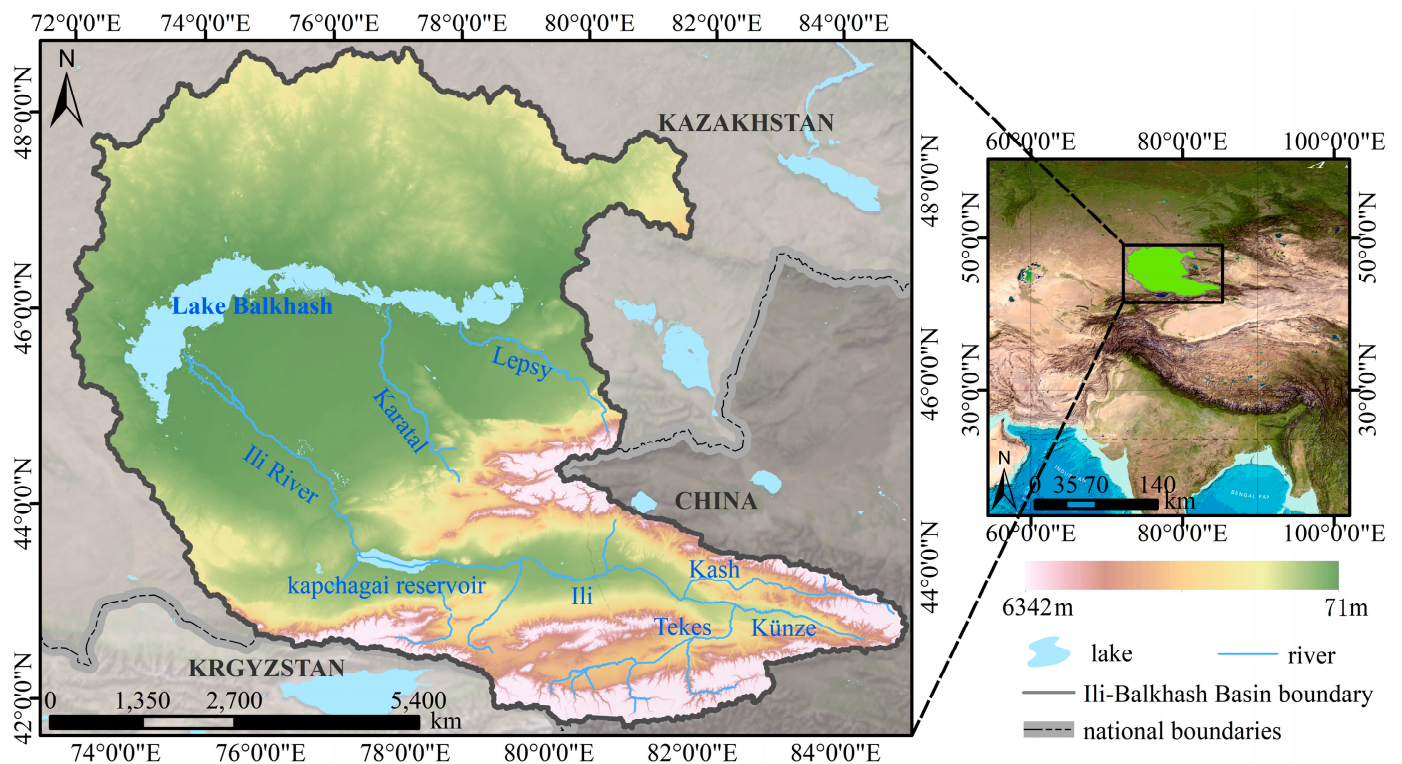 72°0'0"E 74°0'0"E 76°0'0"E 78°0'0"E 80°0'0"E 82°0'0"E 84°0'0"E
N
48°0'0"N
46°0'0"N
44°0'0"N
42°0'0"N
KAZAKHSTAN
Lake Balkhash
Lepsy
Karatal
Ili River
CHINA
kapchagai reservoir
Ili
Kash
Tekes
Künze
KRGYZSTAN
0 1,350 2,700 5,400
km
48°0'0"N
46°0'0"N
44°0'0"N
74°0'0"E 76°0'0"E 78°0'0"E 80°0'0"E 82°0'0"E 84°0'0"E
60°0'0"E 80°0'0"E 100°0'0"E
A
50°0'0"N
30°0'0"N
50°0'0"N
30°0'0"N
N
BENGAL BAY
0 35 70 140
km
60°0'0"E 80°0'0"E 100°0'0"E
6342m 71m
lake
river
Ili-Balkhash Basin boundary
national boundaries